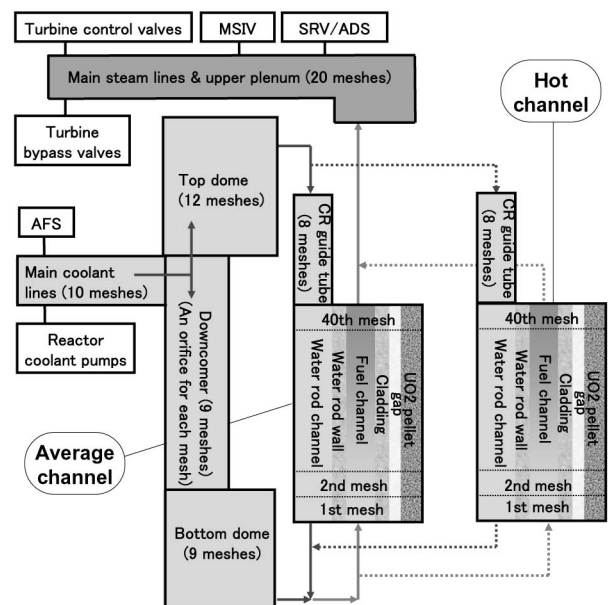 Turbine control valves
MSIV
SRV/ADS
Main steam lines & upper plenum (20 meshes)
Turbine
bypass valves
Hot
channel
Top dome
(12 meshes)
AFS
Main coolant
lines (10 meshes)
Reactor
coolant pumps
Downcomer (9 meshes)
(An orifice for each mesh)
Average
channel
Bottom dome
(9 meshes)
CR guide tube
(8 meshes)
40th mesh
Water rod channel
Water rod wall
Fuel channel
Cladding
gap
UO2 pellet
2nd mesh
1st mesh
CR guide tube
(8 meshes)
40th mesh
Water rod channel
Water rod wall
Fuel channel
Cladding
gap
UO2 pellet
2nd mesh
1st mesh